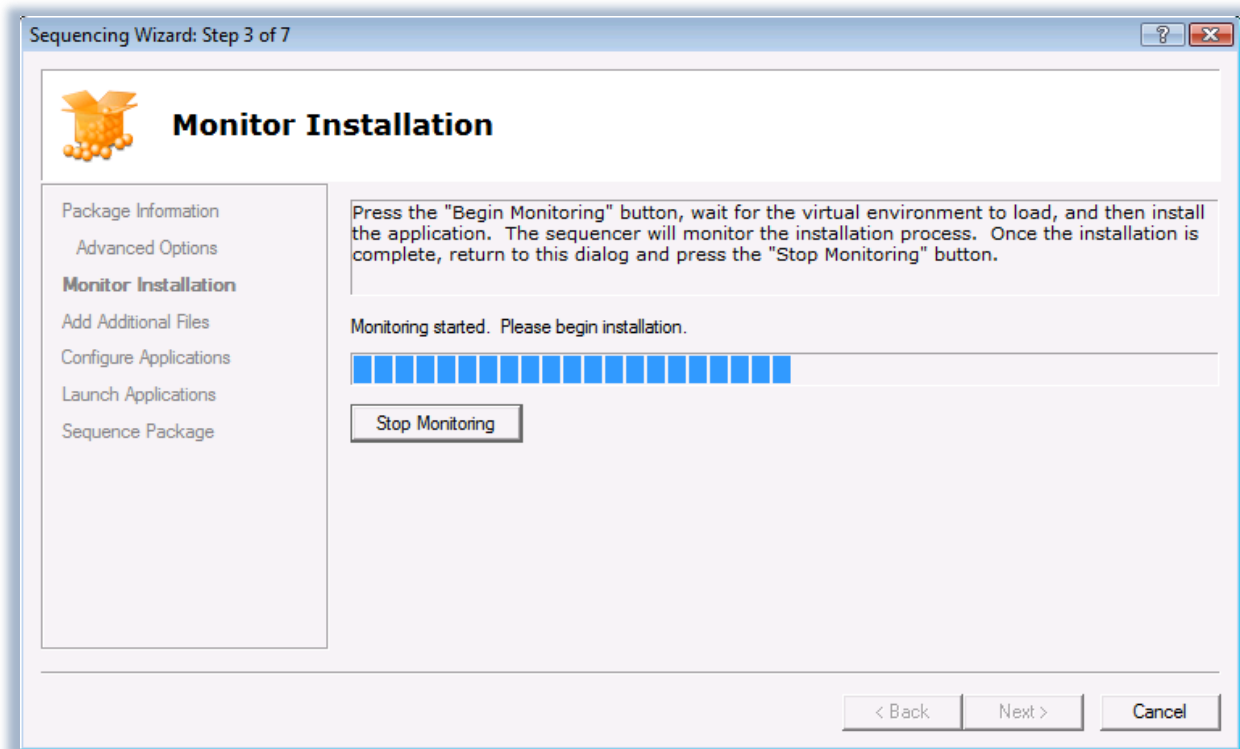 Sequencing Wizard: Step 3 of 7
Monitor Installation
Package Information
Advanced Options
Monitor Installation
Add Additional Files
Configure Applications
Launch Applications
Sequence Package
Press the "Begin Monitoring" button, wait for the virtual environment to load, and then install
the application.  The sequencer will monitor the installation process.  Once the installation is
complete, return to this dialog and press the "Stop Monitoring" button.
Monitoring started.  Please begin installation.
Stop Monitoring
< Back
Next >
Cancel